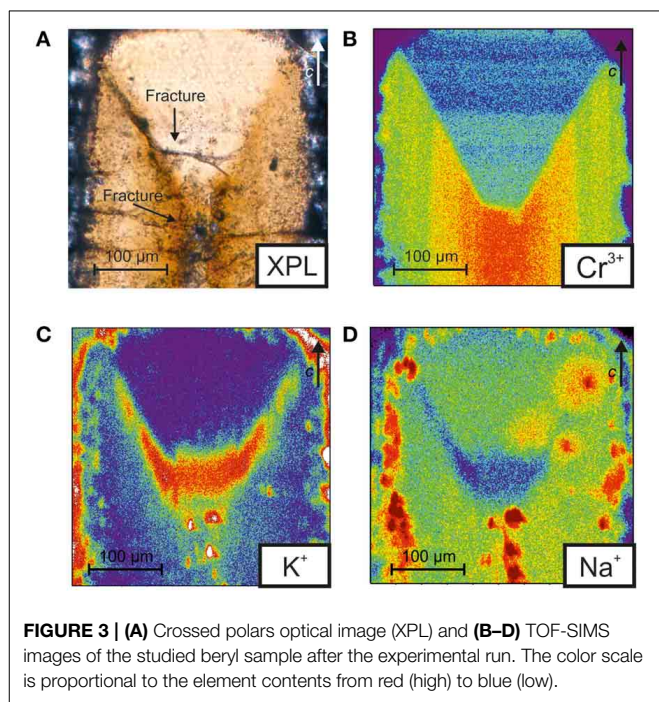 A
B
c
c
Fracture
Fracture
100 µm
XPL
100 µm
Cr3+
C
D
c
c
100 µm
K+
100 µm
Na+
FIGURE 3 | (A) Crossed polars optical image (XPL) and (B–D) TOF-SIMS
images of the studied beryl sample after the experimental run. The color scale
is proportional to the element contents from red (high) to blue (low).